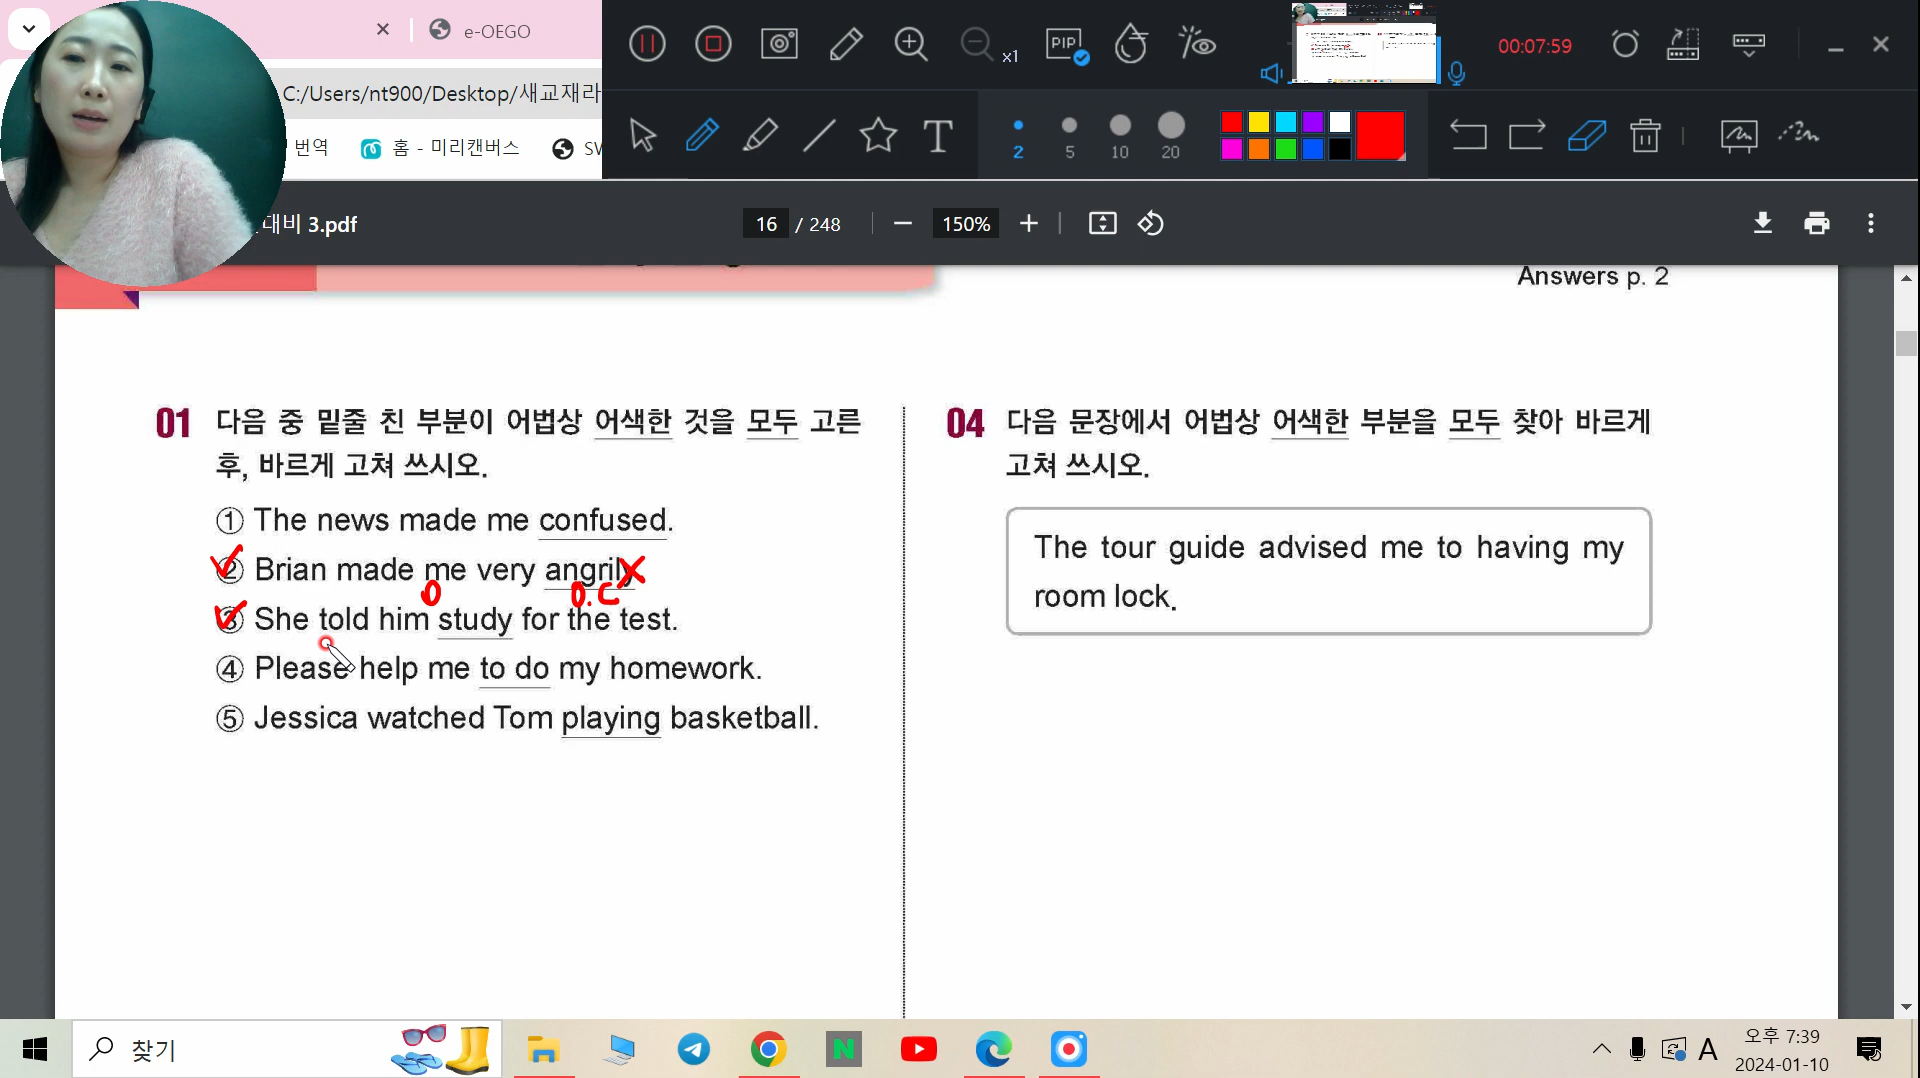 e-OEGO
x1
PIP
00:07:59
C:/Users/nt900/Desktop/새교재라
T
2
5
10
20
번역
홈 - 미리캔버스
대비 3.pdf
16 / 248
150%
Answers p. 2
01 다음 중 밑줄 친 부분이 어법상 어색한 것을 모두 고른
후, 바르게 고쳐 쓰시오.
① The news made me confused.
② Brian made me very angrily.
O
O.C
③ She told him study for the test.
④ Please help me to do my homework.
⑤ Jessica watched Tom playing basketball.
04 다음 문장에서 어법상 어색한 부분을 모두 찾아 바르게
고쳐 쓰시오.
The tour guide advised me to having my
room lock.
찾기
N
A
오후 7:39
2024-01-10